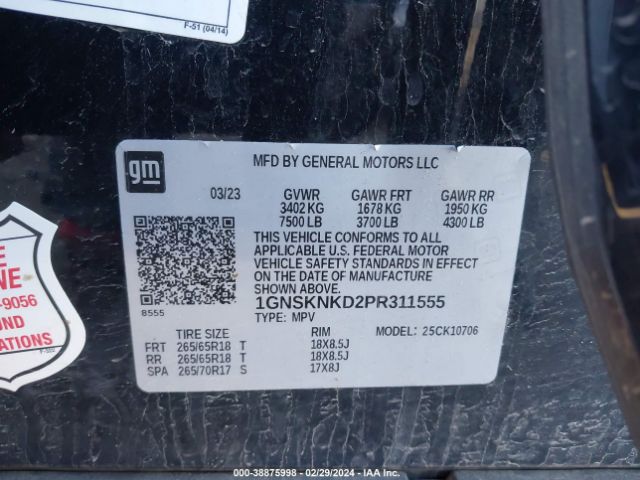 F-51 (04/14)
gm
MFD BY GENERAL MOTORS LLC
03/23 GVWR GAWR FRT GAWR RR
3402 KG 1678 KG 1950 KG
7500 LB 3700 LB 4300 LB
THIS VEHICLE CONFORMS TO ALL
APPLICABLE U.S. FEDERAL MOTOR
VEHICLE SAFETY STANDARDS IN EFFECT
ON THE DATE OF MANUFACTURE
SHOWN ABOVE.
8555
1GNSKNKD2PR311555
TYPE: MPV MODEL: 25CK10706
TIRE SIZE RIM
FRT 265/65R18 T 18X8.5J
RR 265/65R18 T 18X8.5J
SPA 265/70R17 S 17X8J
-9056
000-38875998 - 02/29/2024 - IAA Inc.